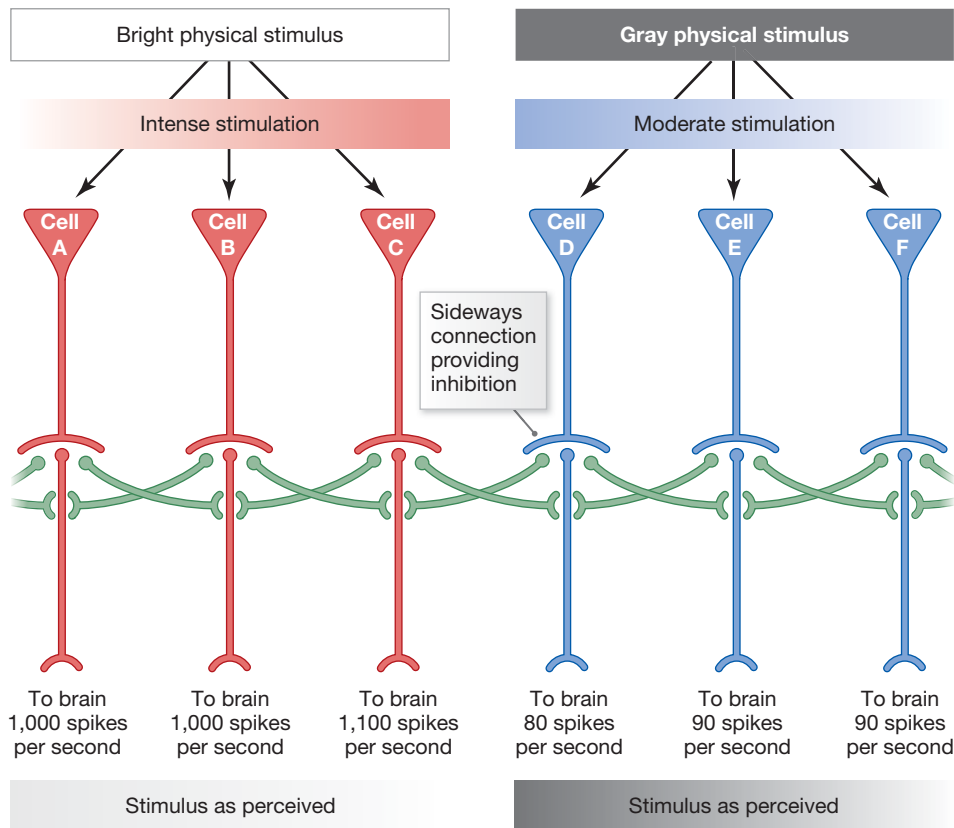 Bright physical stimulus
Gray physical stimulus
Intense stimulation
Moderate stimulation
Cell
A
Cell
B
Cell
C
Cell
D
Cell
E
Cell
F
Sideways
connection
providing
inhibition
To brain
1,000 spikes
per second
To brain
1,000 spikes
per second
To brain
1,100 spikes
per second
To brain
80 spikes
per second
To brain
90 spikes
per second
To brain
90 spikes
per second
Stimulus as perceived
Stimulus as perceived